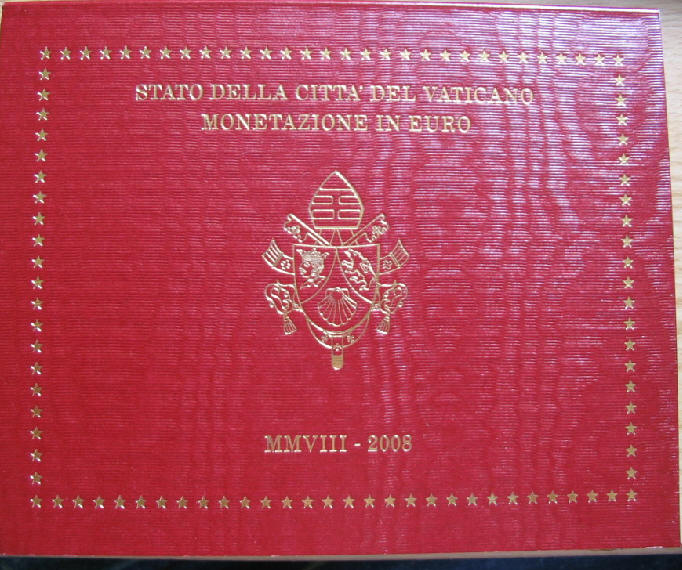 STATO DELLA CITTA' DEL VATICANO
MONETAZIONE IN EURO
MMVIII - 2008